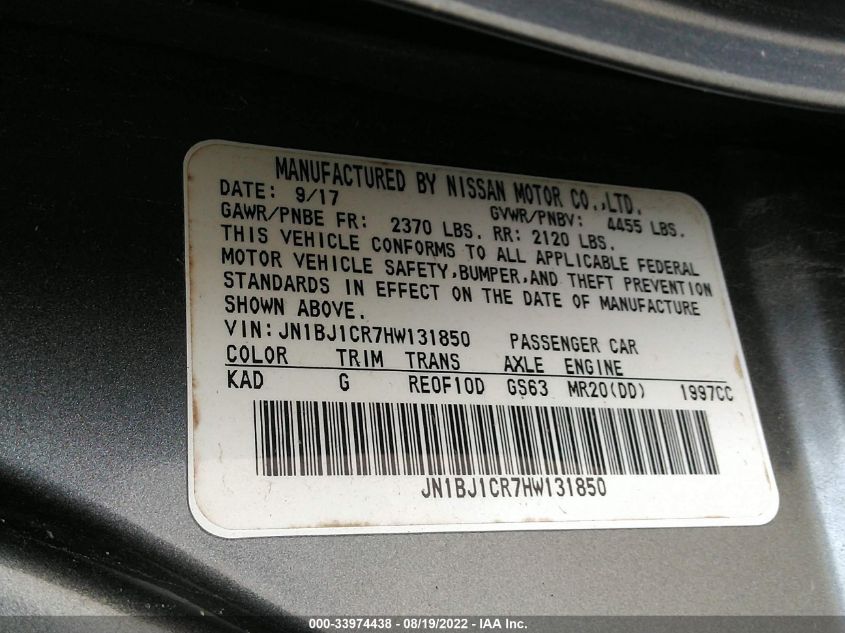 MANUFACTURED BY NISSAN MOTOR CO.,LTD.
DATE: 9/17 GVWR/PNBV: 4455 LBS.
GAWR/PNBE FR: 2370 LBS. RR: 2120 LBS.
THIS VEHICLE CONFORMS TO ALL APPLICABLE FEDERAL
MOTOR VEHICLE SAFETY,BUMPER,AND THEFT PREVENTION
STANDARDS IN EFFECT ON THE DATE OF MANUFACTURE
SHOWN ABOVE.
VIN: JN1BJ1CR7HW131850 PASSENGER CAR
COLOR TRIM TRANS AXLE ENGINE
KAD G RE0F10D GS63 MR20(DD) 1997CC
JN1BJ1CR7HW131850
000-33974438 - 08/19/2022 - IAA Inc.